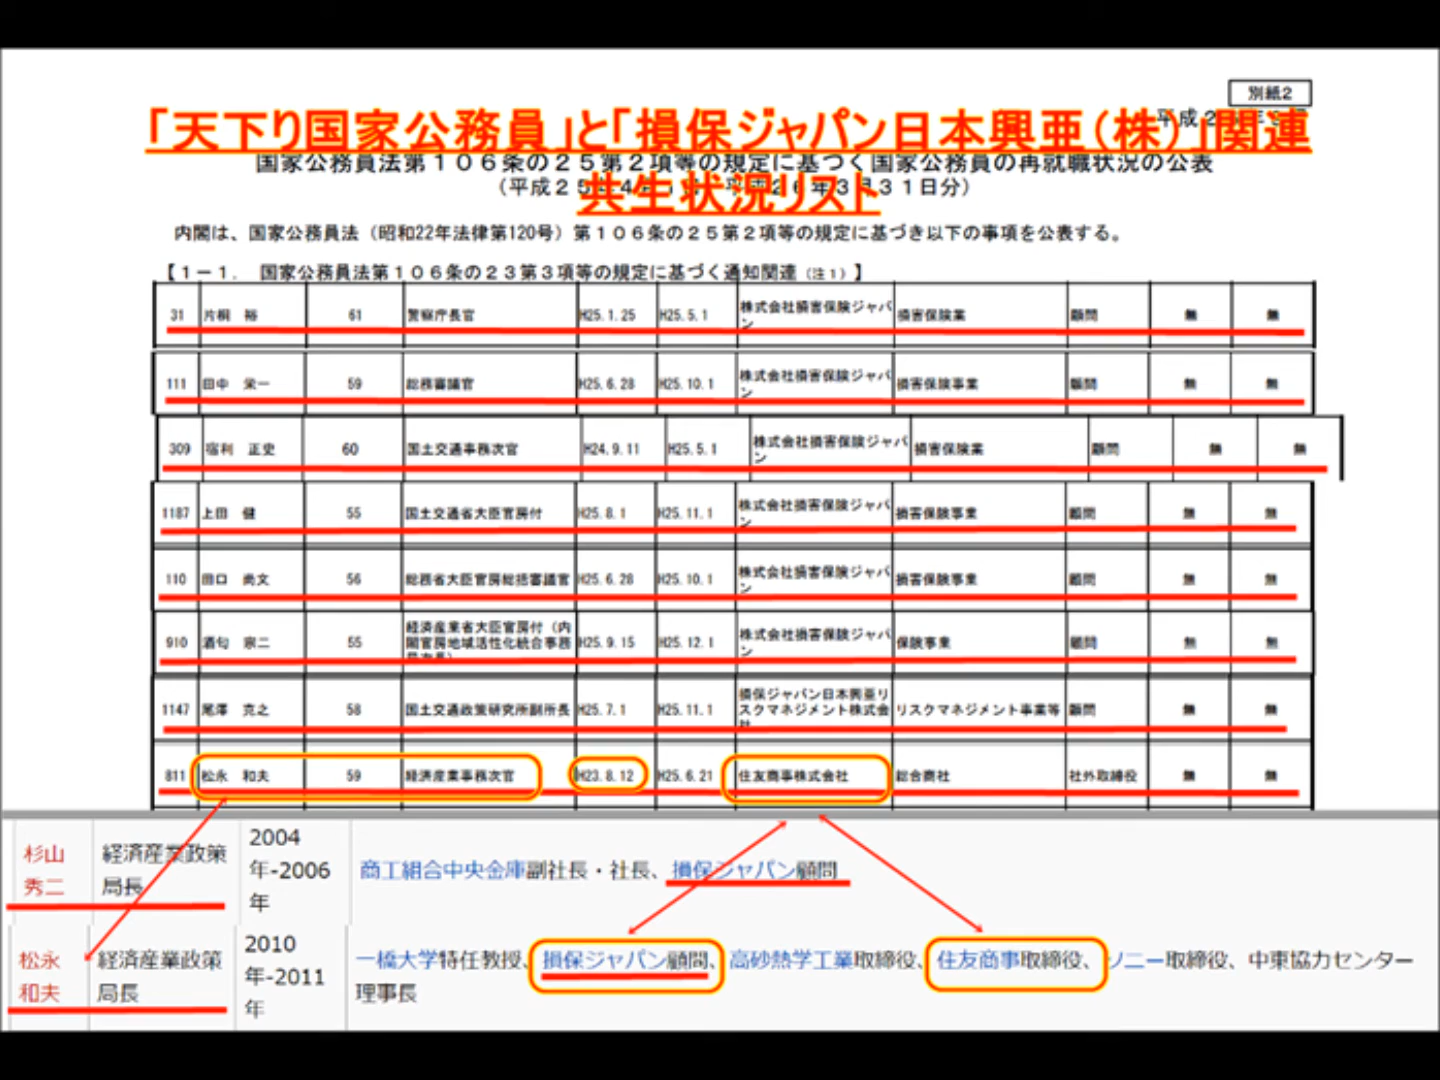 別紙2
「天下り国家公務員」と「損保ジャパン日本興亜（株）」関連
共生状況リスト
国家公務員法第１０６条の２５第２項等の規定に基づく国家公務員の再就職状況の公表
内閣は、国家公務員法（昭和22年法律第120号）第１０６条の２５第２項等の規定に基づき以下の事項を公表する。
【１－１． 国家公務員法第１０６条の２３第３項等の規定に基づく通知関連（注１）】
31 片桐 裕 61 警察庁長官 H25.1.25 H25.5.1 株式会社損害保険ジャパン 損害保険業 顧問 無 無
111 田中 栄一 59 総務審議官 H25.6.28 H25.10.1 株式会社損害保険ジャパン 損害保険事業 顧問 無 無
309 宿利 正史 60 国土交通事務次官 H24.9.11 H25.5.1 株式会社損害保険ジャパン 損害保険業 顧問 無 無
1187 上田 健 55 国土交通省大臣官房付 H25.8.1 H25.11.1 株式会社損害保険ジャパン 損害保険事業 顧問 無 無
110 田口 尚文 56 総務省大臣官房総括審議官 H25.6.28 H25.10.1 株式会社損害保険ジャパン 損害保険事業 顧問 無 無
910 酒匂 宗二 55 経済産業省大臣官房付（内閣官房地域活性化統合事務 H25.9.15 H25.12.1 株式会社損害保険ジャパン 保険事業 顧問 無 無
1147 尾澤 克之 58 国土交通政策研究所副所長 H25.7.1 H25.11.1 損保ジャパン日本興亜リスクマネジメント株式会社 リスクマネジメント事業等 顧問 無 無
811 松永 和夫 59 経済産業事務次官 H23.8.12 H25.6.21 住友商事株式会社 総合商社 社外取締役 無 無
杉山秀二 経済産業政策局長 2004年-2006年 商工組合中央金庫副社長・社長、損保ジャパン顧問
松永和夫 経済産業政策局長 2010年-2011年 一橋大学特任教授、損保ジャパン顧問、高砂熱学工業取締役、住友商事取締役、ソニー取締役、中東協力センター理事長